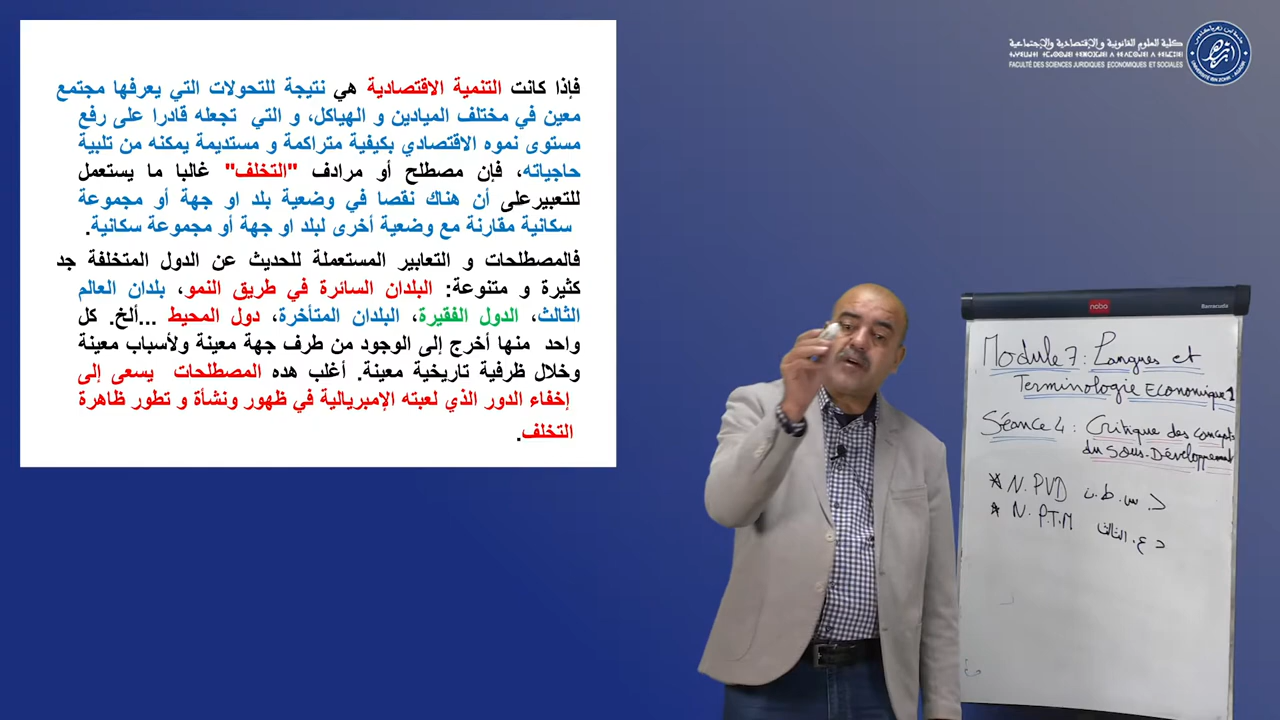 فإذا كانت التنمية الاقتصادية هي نتيجة للتحولات التي يعرفها مجتمع
معين في مختلف الميادين و الهياكل، و التي تجعله قادرا على رفع
مستوى نموه الاقتصادي بكيفية متراكمة و مستديمة يمكنه من تلبية
حاجياته، فإن مصطلح أو مرادف "التخلف" غالبا ما يستعمل
للتعبيرعلى أن هناك نقصا في وضعية بلد او جهة أو مجموعة
سكانية مقارنة مع وضعية أخرى لبلد او جهة أو مجموعة سكانية.
فالمصطلحات و التعابير المستعملة للحديث عن الدول المتخلفة جد
كثيرة و متنوعة: البلدان السائرة في طريق النمو، بلدان العالم
الثالث، الدول الفقيرة، البلدان المتأخرة، دول المحيط ...ألخ. كل
واحد منها أخرج إلى الوجود من طرف جهة معينة ولأسباب معينة
وخلال ظرفية تاريخية معينة. أغلب هده المصطلحات يسعى إلى
إخفاء الدور الذي لعبته الإمبريالية في ظهور ونشأة و تطور ظاهرة
التخلف.
كلية العلوم القانونية والإقتصادية والإجتماعية
FACULTÉ DES SCIENCES JURIDIQUES ÉCONOMIQUES ET SOCIALES
nobo
Module 7: Langues et
Terminologie Economique 1
Séance 4 : Critique des concepts
du Sous-Développement
* N. PVD د.س.ط.ن
* N. P.T.M د ع. الثالث